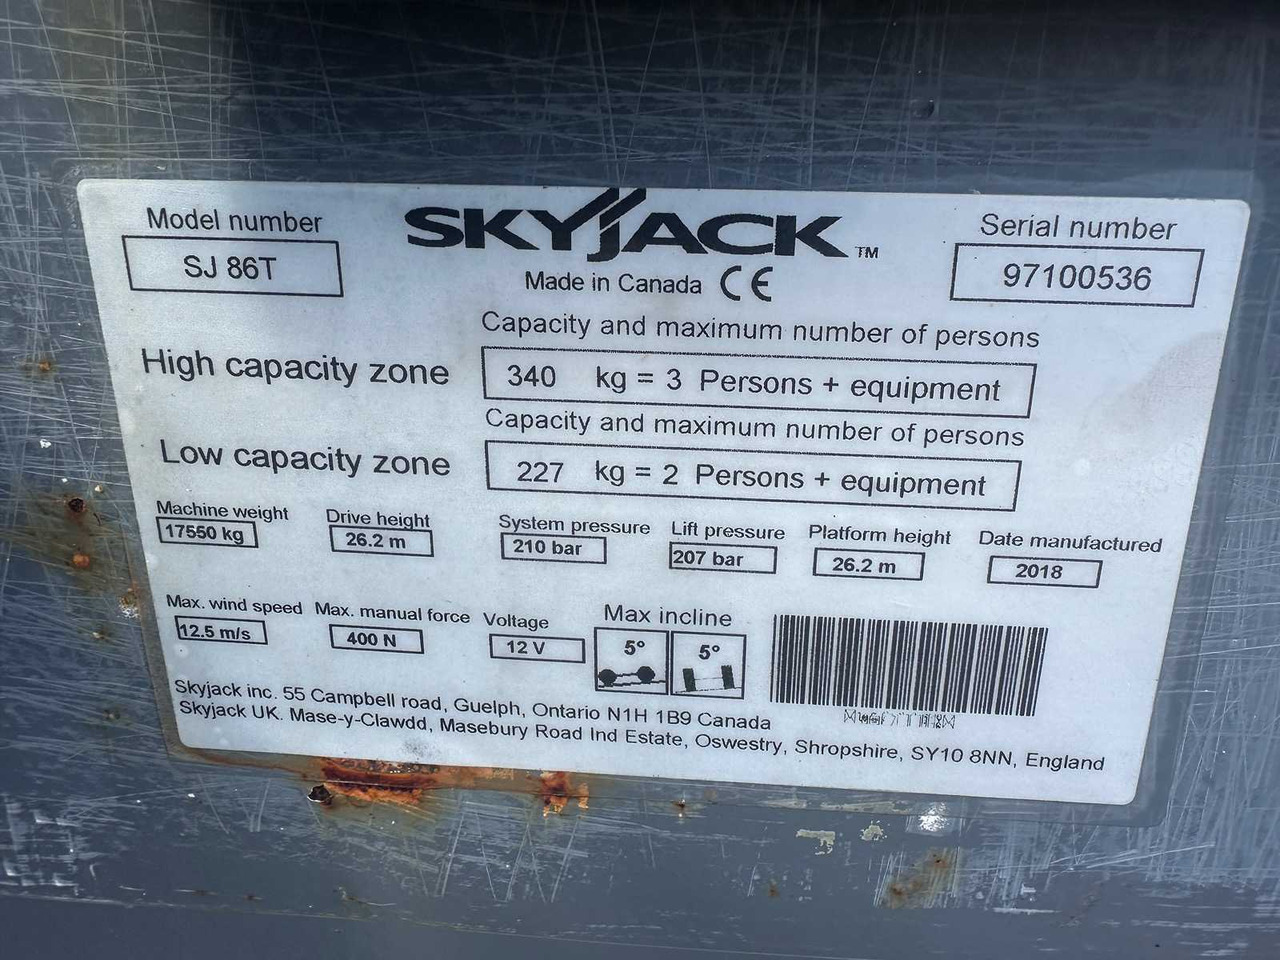 Model number
SJ 86T
SKYJACK ™
Made in Canada CE
Serial number
97100536
Capacity and maximum number of persons
High capacity zone
340 kg = 3 Persons + equipment
Capacity and maximum number of persons
Low capacity zone
227 kg = 2 Persons + equipment
Machine weight
17550 kg
Drive height
26.2 m
System pressure
210 bar
Lift pressure
207 bar
Platform height
26.2 m
Date manufactured
2018
Max. wind speed
12.5 m/s
Max. manual force
400 N
Voltage
12 V
Max incline
5° 5°
Skyjack inc. 55 Campbell road, Guelph, Ontario N1H 1B9 Canada
Skyjack UK. Mase-y-Clawdd, Masebury Road Ind Estate, Oswestry, Shropshire, SY10 8NN, England